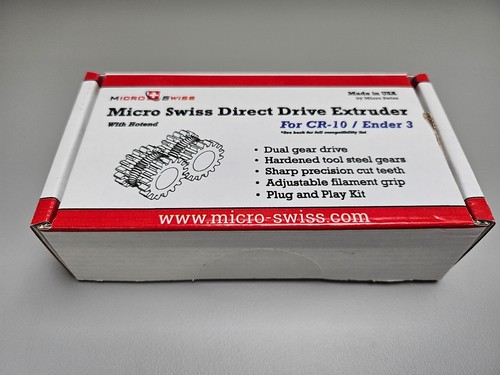 MICRO SWISS
Made in USA
by Micro Swiss
Micro Swiss Direct Drive Extruder
With Hotend
For CR-10 / Ender 3
*See back for full compatibility list
• Dual gear drive
• Hardened tool steel gears
• Sharp precision cut teeth
• Adjustable filament grip
• Plug and Play Kit
www.micro-swiss.com